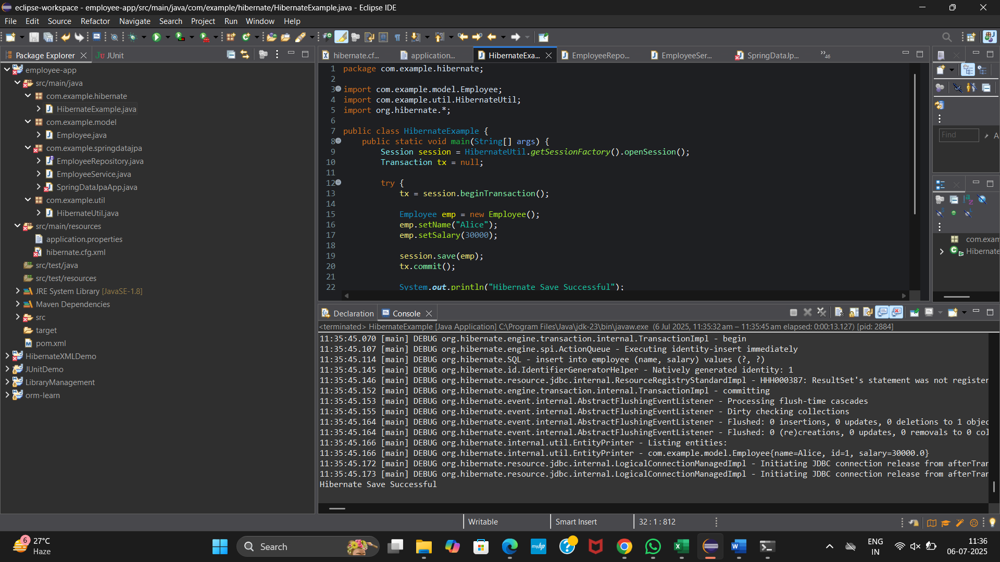 eclipse-workspace - employee-app/src/main/java/com/example/hibernate/HibernateExample.java - Eclipse IDE
File Edit Source Refactor Navigate Search Project Run Window Help
Package Explorer
JUnit
employee-app
src/main/java
com.example.hibernate
HibernateExample.java
com.example.model
Employee.java
com.example.springdatajpa
EmployeeRepository.java
EmployeeService.java
SpringDataJpaApp.java
com.example.util
HibernateUtil.java
src/main/resources
application.properties
hibernate.cfg.xml
src/test/java
src/test/resources
JRE System Library [JavaSE-1.8]
Maven Dependencies
src
target
pom.xml
HibernateXMLDemo
JUnitDemo
LibraryManagement
orm-learn
hibernate.cf... application... HibernateExa... EmployeeRepo... EmployeeSer... SpringDataJp... 46
1 package com.example.hibernate;
2
3 import com.example.model.Employee;
4 import com.example.util.HibernateUtil;
5 import org.hibernate.*;
6
7 public class HibernateExample {
8 public static void main(String[] args) {
9 Session session = HibernateUtil.getSessionFactory().openSession();
10 Transaction tx = null;
11
12 try {
13 tx = session.beginTransaction();
14
15 Employee emp = new Employee();
16 emp.setName("Alice");
17 emp.setSalary(30000);
18
19 session.save(emp);
20 tx.commit();
21
22 System.out.println("Hibernate Save Successful");
Find
A
com.exam
Hibernate
Declaration Console
<terminated> HibernateExample [Java Application] C:\Program Files\Java\jdk-23\bin\javaw.exe (6 Jul 2025, 11:35:32 am – 11:35:45 am elapsed: 0:00:13.127) [pid: 2884]
11:35:45.070 [main] DEBUG org.hibernate.engine.transaction.internal.TransactionImpl - begin
11:35:45.107 [main] DEBUG org.hibernate.engine.spi.ActionQueue - Executing identity-insert immediately
11:35:45.114 [main] DEBUG org.hibernate.SQL - insert into employee (name, salary) values (?, ?)
11:35:45.145 [main] DEBUG org.hibernate.id.IdentifierGeneratorHelper - Natively generated identity: 1
11:35:45.146 [main] DEBUG org.hibernate.resource.jdbc.internal.ResourceRegistryStandardImpl - HHH000387: ResultSet's statement was not register
11:35:45.152 [main] DEBUG org.hibernate.engine.transaction.internal.TransactionImpl - committing
11:35:45.153 [main] DEBUG org.hibernate.event.internal.AbstractFlushingEventListener - Processing flush-time cascades
11:35:45.155 [main] DEBUG org.hibernate.event.internal.AbstractFlushingEventListener - Dirty checking collections
11:35:45.164 [main] DEBUG org.hibernate.event.internal.AbstractFlushingEventListener - Flushed: 0 insertions, 0 updates, 0 deletions to 1 objec
11:35:45.164 [main] DEBUG org.hibernate.event.internal.AbstractFlushingEventListener - Flushed: 0 (re)creations, 0 updates, 0 removals to 0 col
11:35:45.166 [main] DEBUG org.hibernate.internal.util.EntityPrinter - Listing entities:
11:35:45.166 [main] DEBUG org.hibernate.internal.util.EntityPrinter - com.example.model.Employee{name=Alice, id=1, salary=30000.0}
11:35:45.172 [main] DEBUG org.hibernate.resource.jdbc.internal.LogicalConnectionManagedImpl - Initiating JDBC connection release from afterTran
11:35:45.173 [main] DEBUG org.hibernate.resource.jdbc.internal.LogicalConnectionManagedImpl - Initiating JDBC connection release from afterTran
Hibernate Save Successful
Writable Smart Insert 32 : 1 : 812
6
27°C
Haze
Search
myhp
ENG
IN
11:36
06-07-2025